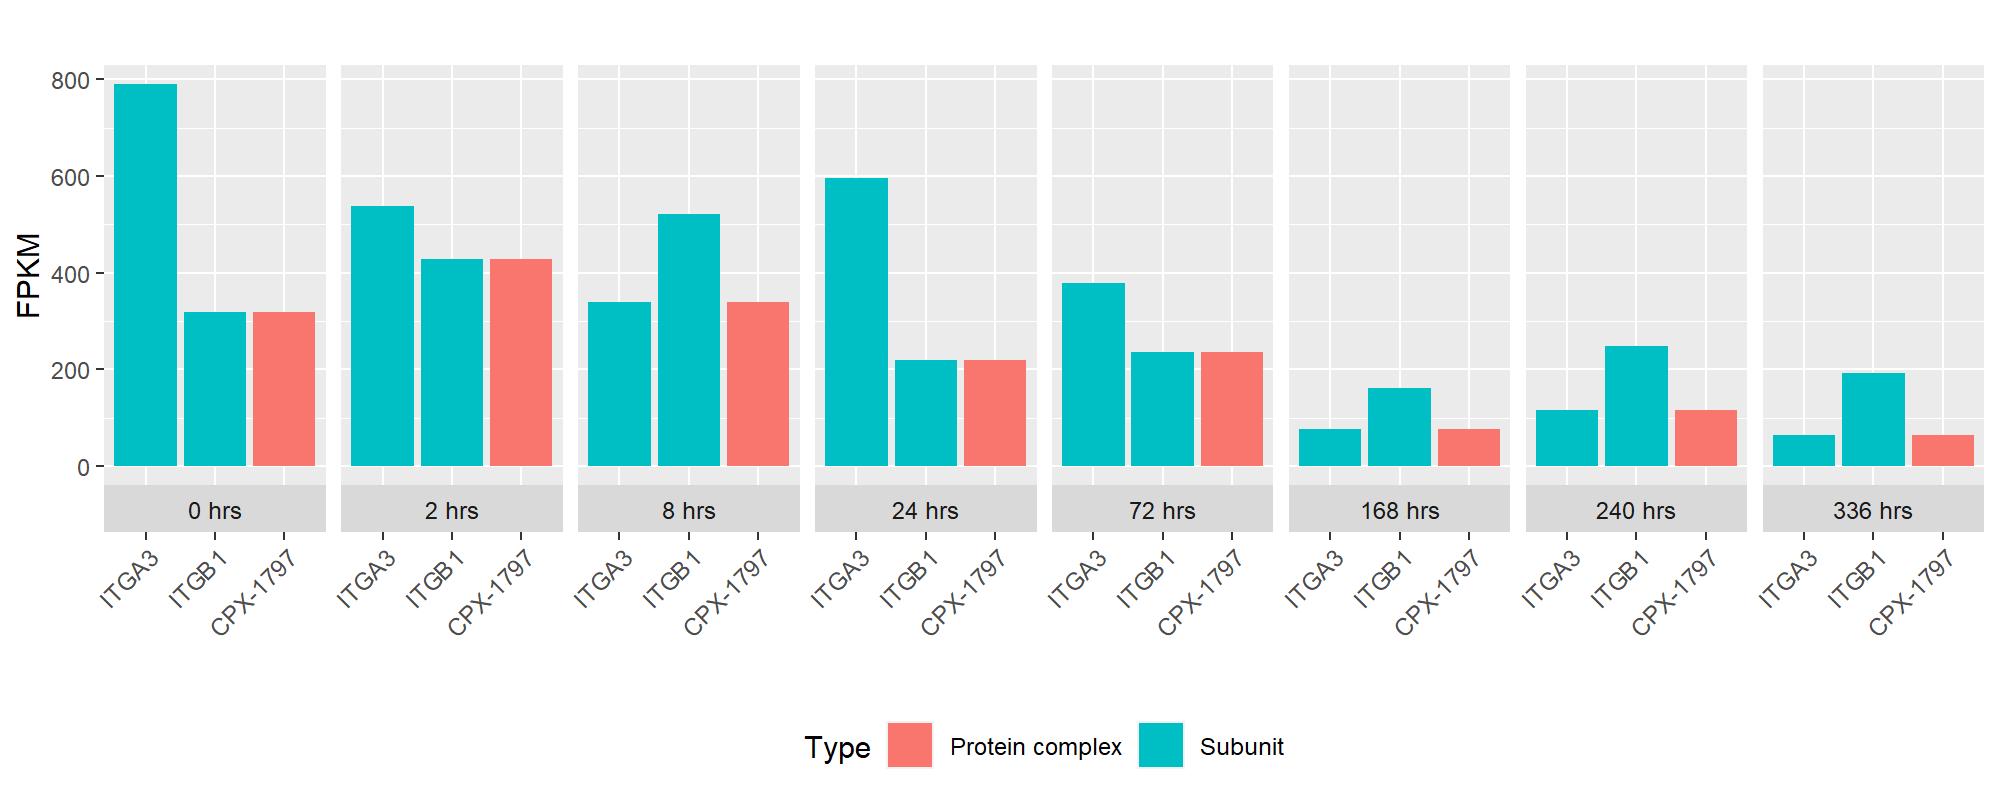 FPKM
800
600
400
200
0
0 hrs 2 hrs 8 hrs 24 hrs 72 hrs 168 hrs 240 hrs 336 hrs
ITGA3 ITGB1 CPX-1797 ITGA3 ITGB1 CPX-1797 ITGA3 ITGB1 CPX-1797 ITGA3 ITGB1 CPX-1797 ITGA3 ITGB1 CPX-1797 ITGA3 ITGB1 CPX-1797 ITGA3 ITGB1 CPX-1797 ITGA3 ITGB1 CPX-1797
Type Protein complex Subunit